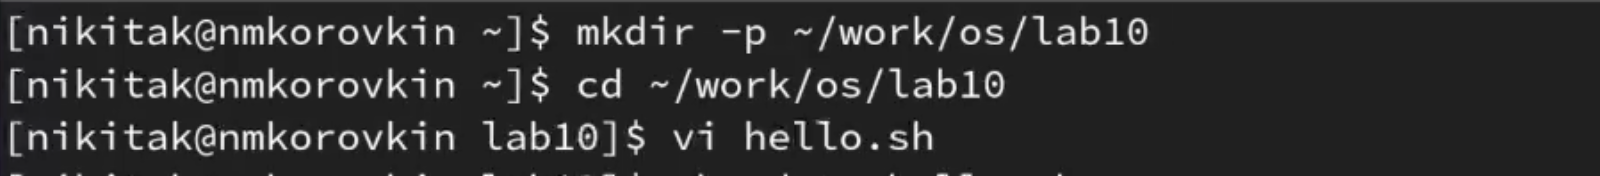 [nikitak@nmkorovkin ~]$ mkdir -p ~/work/os/lab10
[nikitak@nmkorovkin ~]$ cd ~/work/os/lab10
[nikitak@nmkorovkin lab10]$ vi hello.sh